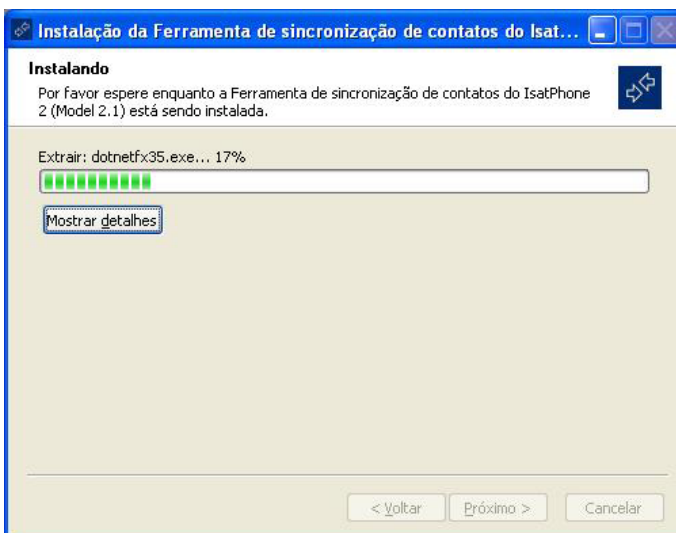 Instalação da Ferramenta de sincronização de contatos do Isat...
Instalando
Por favor espere enquanto a Ferramenta de sincronização de contatos do IsatPhone
2 (Model 2.1) está sendo instalada.
Extrair: dotnetfx35.exe... 17%
Mostrar detalhes
< Voltar
Próximo >
Cancelar